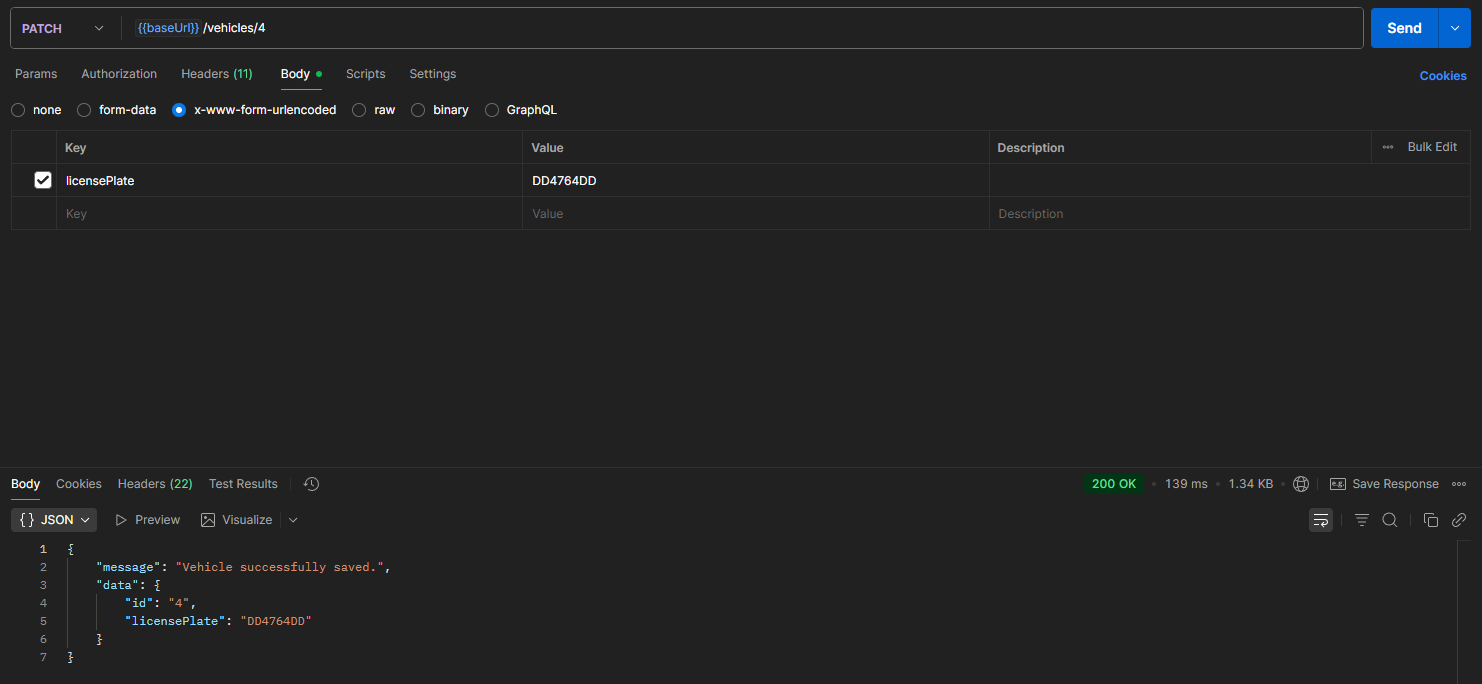 PATCH {{baseUrl}} /vehicles/4 Send
Params Authorization Headers (11) Body Scripts Settings Cookies
none form-data x-www-form-urlencoded raw binary GraphQL
Key Value Description Bulk Edit
licensePlate DD4764DD
Key Value Description
Body Cookies Headers (22) Test Results 200 OK 139 ms 1.34 KB e.g. Save Response
{} JSON Preview Visualize
1 {
2 "message": "Vehicle successfully saved.",
3 "data": {
4 "id": "4",
5 "licensePlate": "DD4764DD"
6 }
7 }